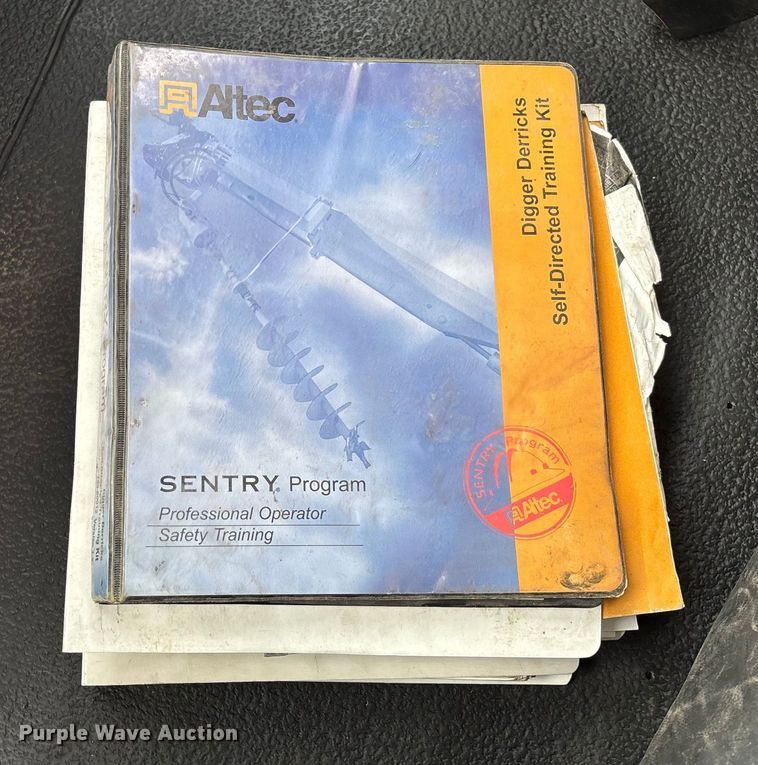 Altec
Digger Derricks
Self-Directed Training Kit
SENTRY Program
Professional Operator
Safety Training
SENTRY Program
Altec
Purple Wave Auction